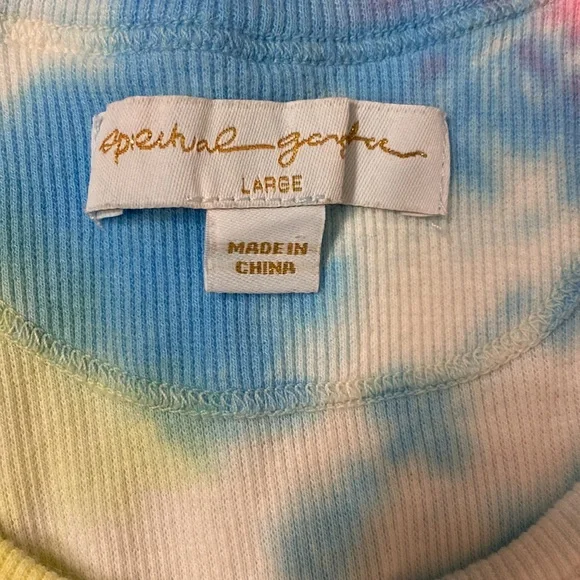 spiritual gangster
LARGE
MADE IN
CHINA